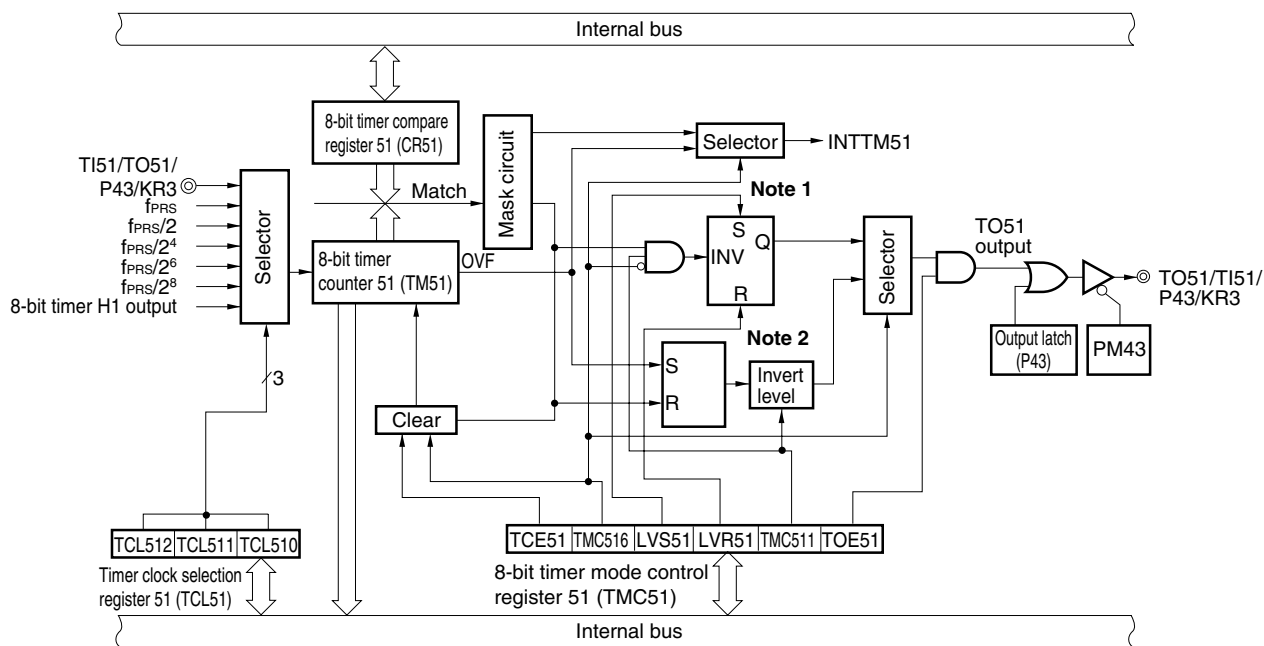 Internal bus
8-bit timer compare
register 51 (CR51)
Mask circuit
Selector
INTTM51
TI51/TO51/
P43/KR3
fPRS
fPRS/2
fPRS/2⁴
fPRS/2⁶
fPRS/2⁸
8-bit timer H1 output
Selector
Match
8-bit timer
counter 51 (TM51)
OVF
Note 1
S
Q
INV
R
Selector
TO51
output
TO51/TI51/
P43/KR3
Output latch
(P43)
PM43
Note 2
S
R
Invert
level
3
Clear
TCL512 TCL511 TCL510
Timer clock selection
register 51 (TCL51)
TCE51 TMC516 LVS51 LVR51 TMC511 TOE51
8-bit timer mode control
register 51 (TMC51)
Internal bus